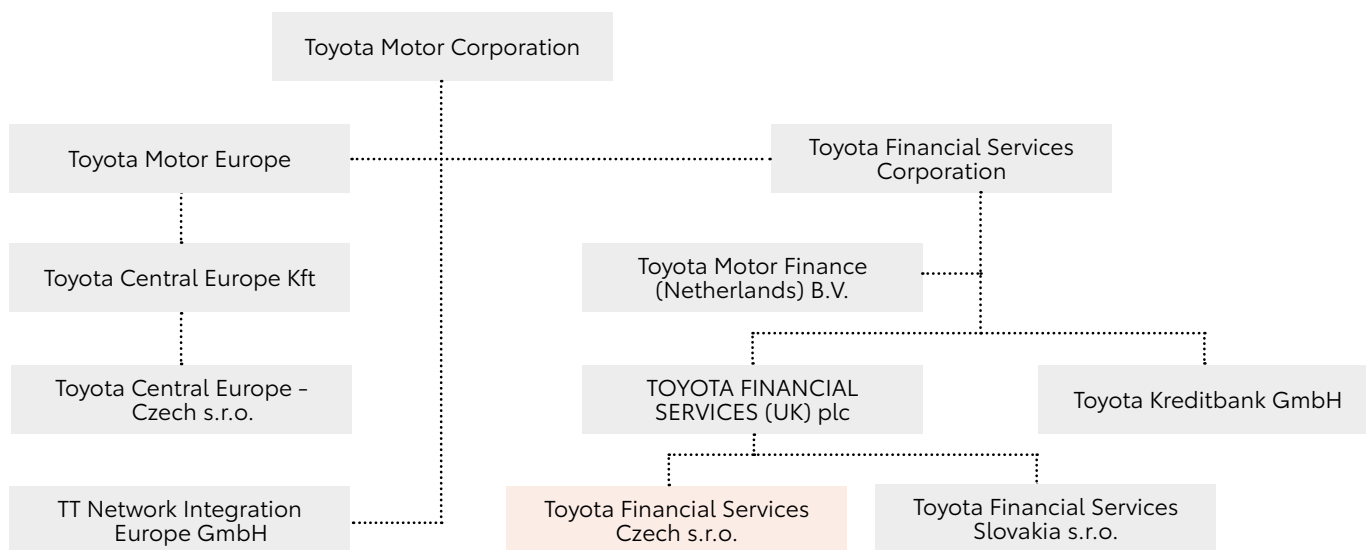 Toyota Motor Corporation
Toyota Motor Europe
Toyota Financial Services
Corporation
Toyota Central Europe Kft
Toyota Motor Finance
(Netherlands) B.V.
Toyota Central Europe -
Czech s.r.o.
TOYOTA FINANCIAL
SERVICES (UK) plc
Toyota Kreditbank GmbH
TT Network Integration
Europe GmbH
Toyota Financial Services
Czech s.r.o.
Toyota Financial Services
Slovakia s.r.o.